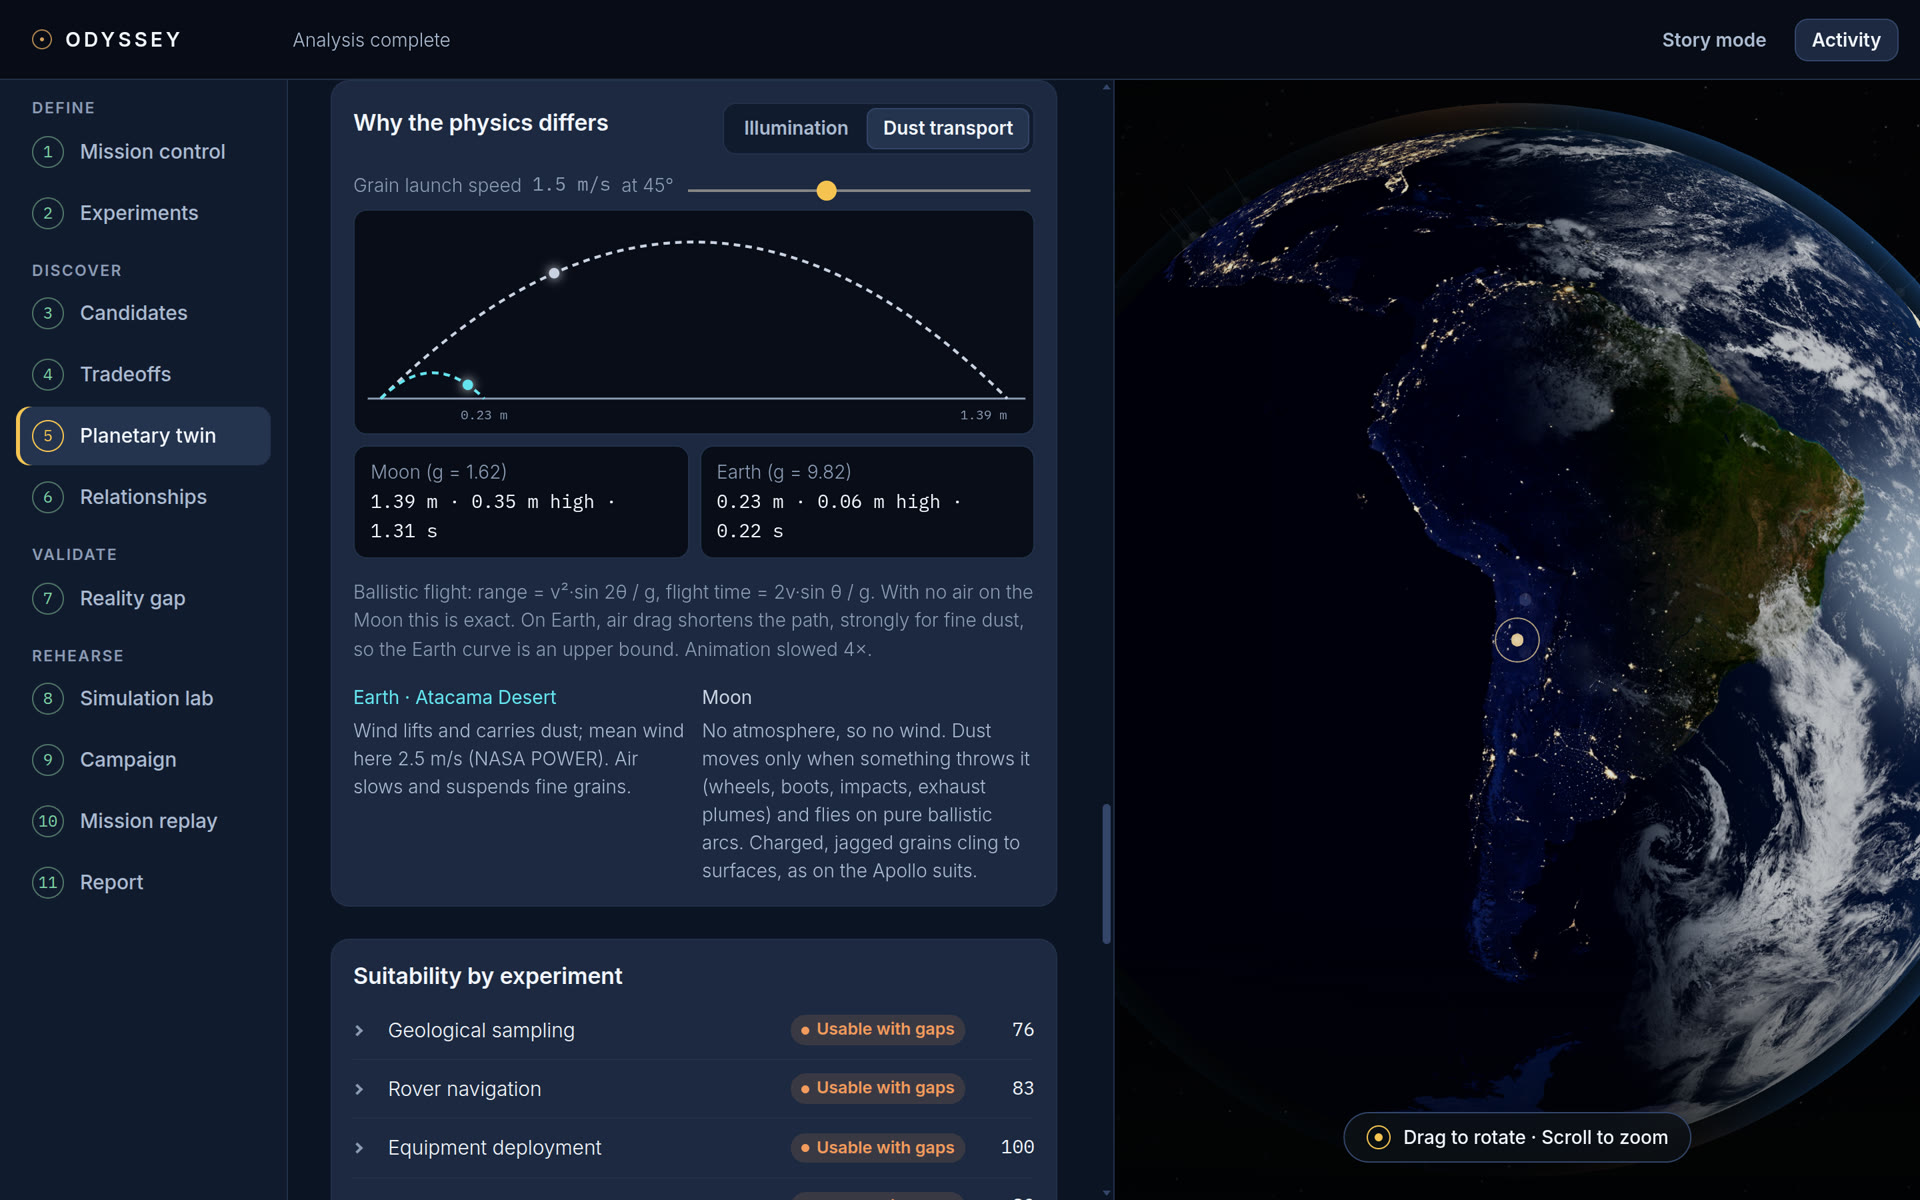 ODYSSEY
Analysis complete
Story mode
Activity
DEFINE
1 Mission control
2 Experiments
DISCOVER
3 Candidates
4 Tradeoffs
5 Planetary twin
6 Relationships
VALIDATE
7 Reality gap
REHEARSE
8 Simulation lab
9 Campaign
10 Mission replay
11 Report
Why the physics differs
Illumination
Dust transport
Grain launch speed 1.5 m/s at 45°
0.23 m
1.39 m
Moon (g = 1.62)
1.39 m · 0.35 m high ·
1.31 s
Earth (g = 9.82)
0.23 m · 0.06 m high ·
0.22 s
Ballistic flight: range = v²·sin 2θ / g, flight time = 2v·sin θ / g. With no air on the
Moon this is exact. On Earth, air drag shortens the path, strongly for fine dust,
so the Earth curve is an upper bound. Animation slowed 4×.
Earth · Atacama Desert
Wind lifts and carries dust; mean wind
here 2.5 m/s (NASA POWER). Air
slows and suspends fine grains.
Moon
No atmosphere, so no wind. Dust
moves only when something throws it
(wheels, boots, impacts, exhaust
plumes) and flies on pure ballistic
arcs. Charged, jagged grains cling to
surfaces, as on the Apollo suits.
Suitability by experiment
Geological sampling Usable with gaps 76
Rover navigation Usable with gaps 83
Equipment deployment Usable with gaps 100
Drag to rotate · Scroll to zoom